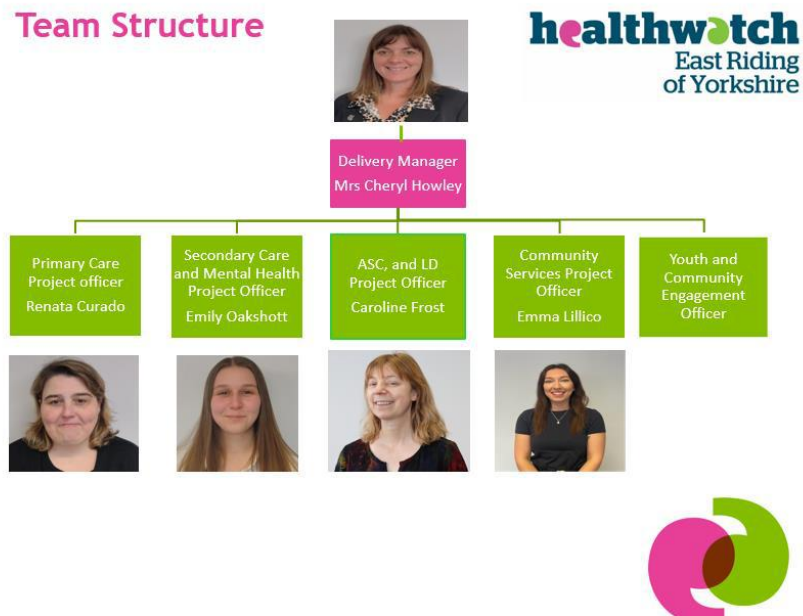 Team Structure
healthwatch
East Riding
of Yorkshire
Delivery Manager
Mrs Cheryl Howley
Primary Care
Project officer
Renata Curado
Secondary Care
and Mental Health
Project Officer
Emily Oakshott
ASC, and LD
Project Officer
Caroline Frost
Community
Services Project
Officer
Emma Lillico
Youth and
Community
Engagement
Officer